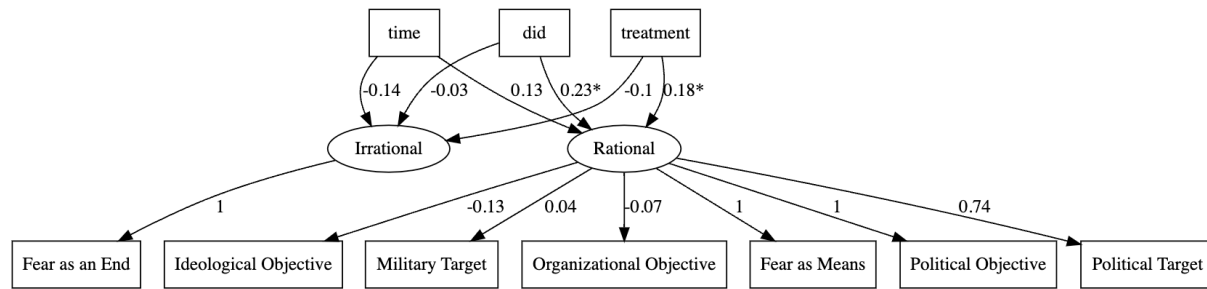 time did treatment
-0.14 -0.03 0.13 0.23* -0.1 0.18*
Irrational Rational
1 -0.13 0.04 -0.07 1 1 0.74
Fear as an End Ideological Objective Military Target Organizational Objective Fear as Means Political Objective Political Target